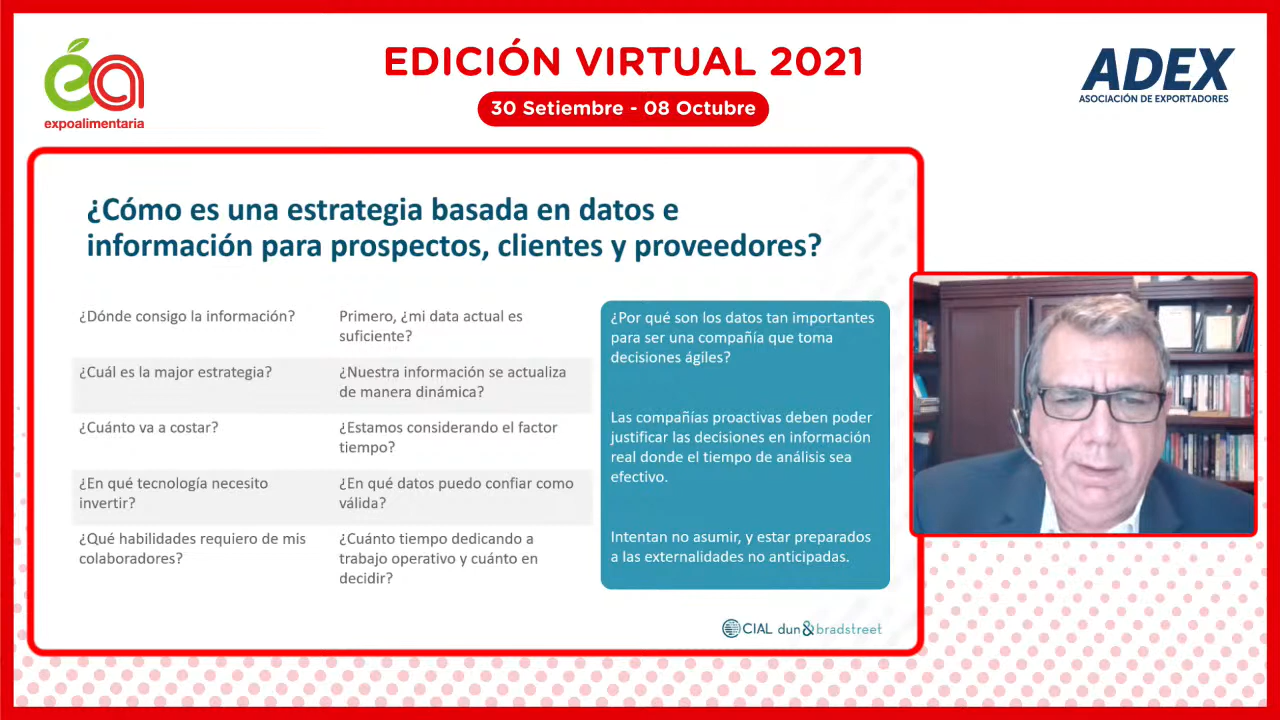 éa
expoalimentaria
EDICIÓN VIRTUAL 2021
30 Setiembre - 08 Octubre
ADEX
ASOCIACIÓN DE EXPORTADORES
¿Cómo es una estrategia basada en datos e
información para prospectos, clientes y proveedores?
¿Dónde consigo la información?
Primero, ¿mi data actual es
suficiente?
¿Cuál es la major estrategia?
¿Nuestra información se actualiza
de manera dinámica?
¿Cuánto va a costar?
¿Estamos considerando el factor
tiempo?
¿En qué tecnología necesito
invertir?
¿En qué datos puedo confiar como
válida?
¿Qué habilidades requiero de mis
colaboradores?
¿Cuánto tiempo dedicando a
trabajo operativo y cuánto en
decidir?
¿Por qué son los datos tan importantes
para ser una compañía que toma
decisiones ágiles?
Las compañías proactivas deben poder
justificar las decisiones en información
real donde el tiempo de análisis sea
efectivo.
Intentan no asumir, y estar preparados
a las externalidades no anticipadas.
CIAL dun & bradstreet